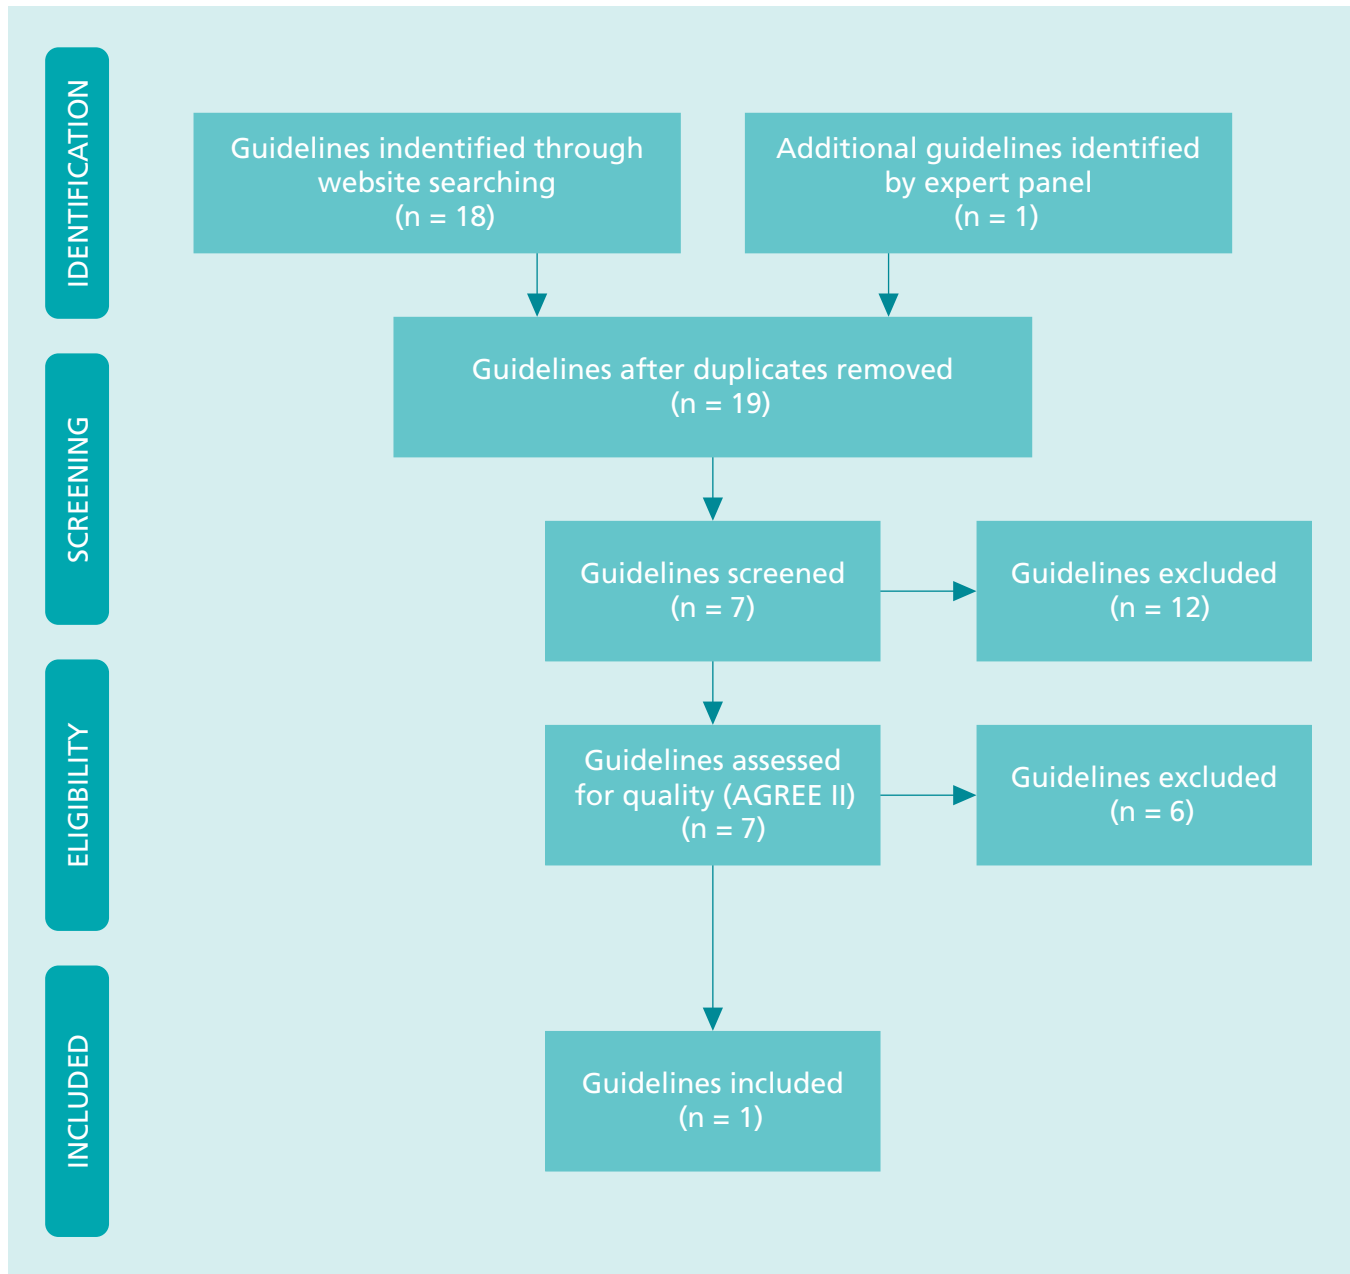 IDENTIFICATION
Guidelines indentified through
website searching
(n = 18)
Additional guidelines identified
by expert panel
(n = 1)
Guidelines after duplicates removed
(n = 19)
SCREENING
Guidelines screened
(n = 7)
Guidelines excluded
(n = 12)
ELIGIBILITY
Guidelines assessed
for quality (AGREE II)
(n = 7)
Guidelines excluded
(n = 6)
INCLUDED
Guidelines included
(n = 1)